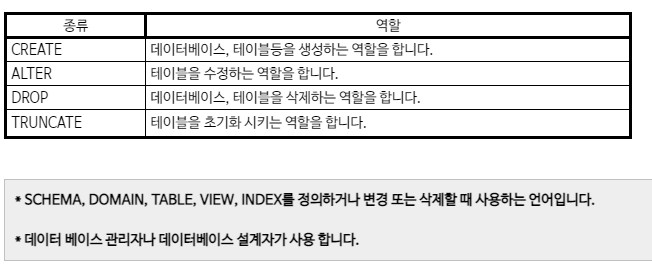 종류 역할
CREATE 데이터베이스, 테이블등을 생성하는 역할을 합니다.
ALTER 테이블을 수정하는 역할을 합니다.
DROP 데이터베이스, 테이블을 삭제하는 역할을 합니다.
TRUNCATE 테이블을 초기화 시키는 역할을 합니다.
* SCHEMA, DOMAIN, TABLE, VIEW, INDEX를 정의하거나 변경 또는 삭제할 때 사용하는 언어입니다.
* 데이터 베이스 관리자나 데이터베이스 설계자가 사용 합니다.